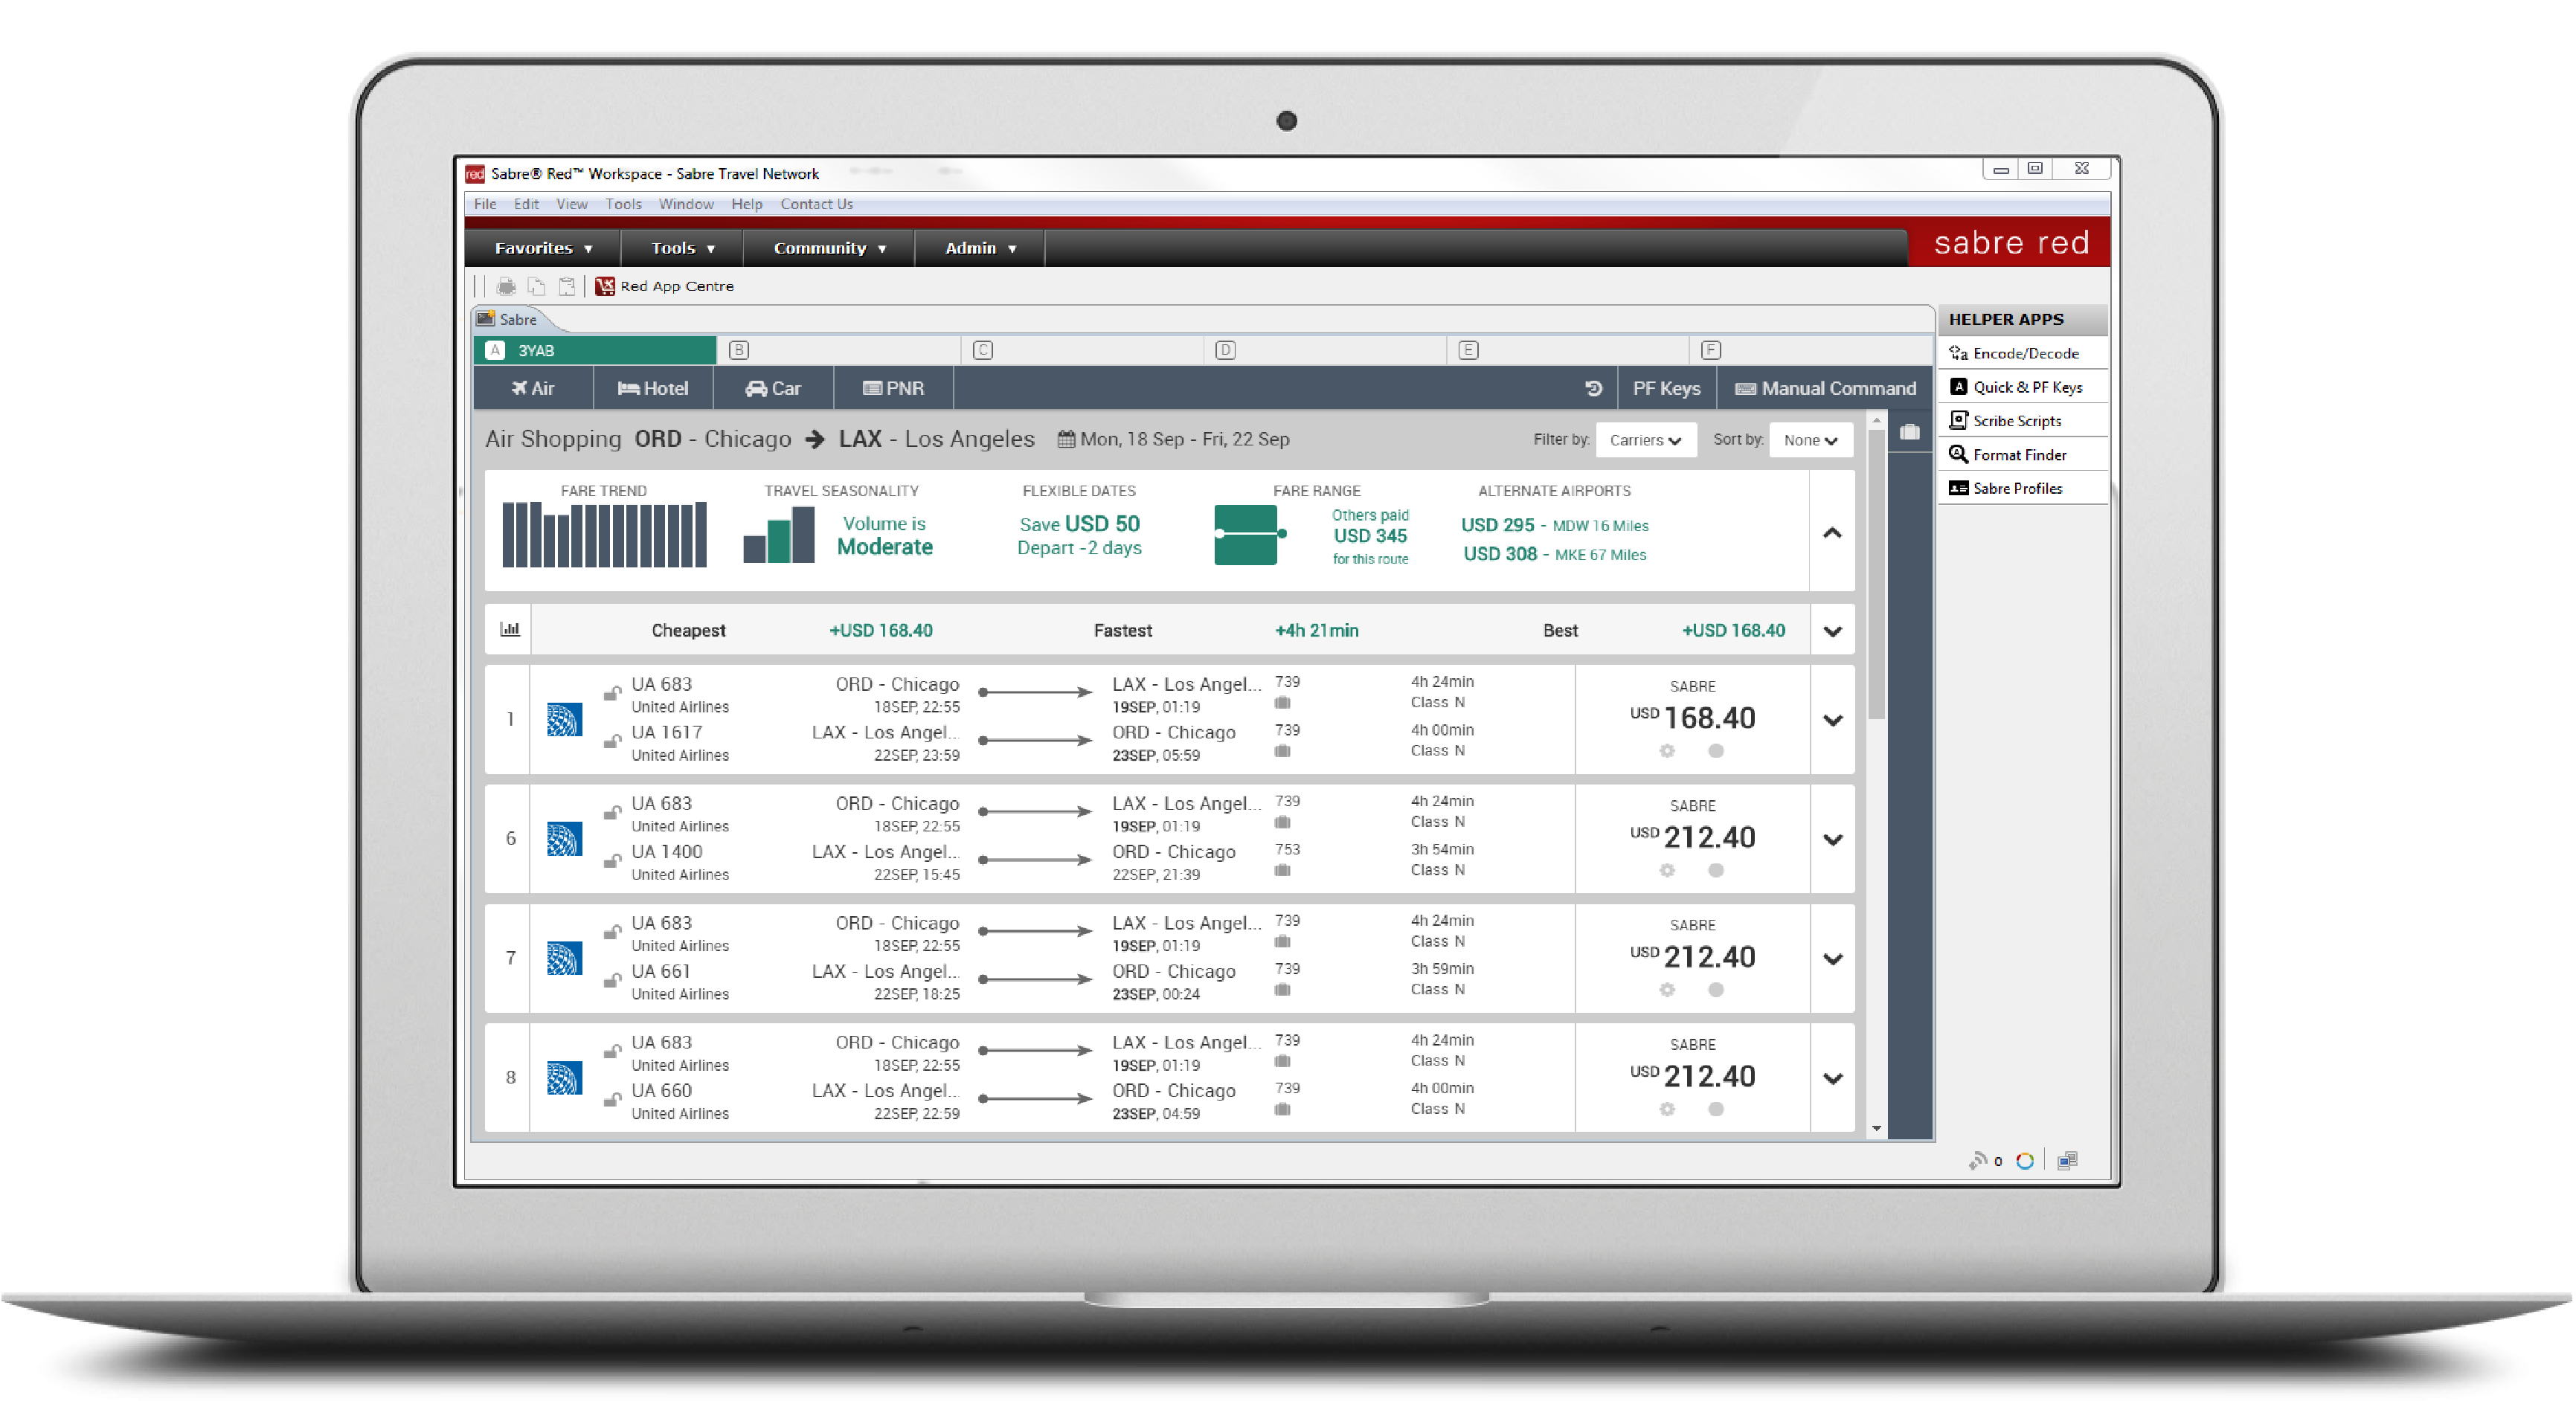 red Sabre® Red™ Workspace - Sabre Travel Network
File Edit View Tools Window Help Contact Us
Favorites Tools Community Admin sabre red
Red App Centre
Sabre
HELPER APPS
A 3YAB B C D E F
Encode/Decode
Air Hotel Car PNR PF Keys Manual Command
A Quick & PF Keys
Scribe Scripts
Format Finder
Sabre Profiles
Air Shopping ORD - Chicago LAX - Los Angeles Mon, 18 Sep - Fri, 22 Sep Filter by: Carriers Sort by: None
FARE TREND TRAVEL SEASONALITY FLEXIBLE DATES FARE RANGE ALTERNATE AIRPORTS
Volume is
Moderate
Save USD 50
Depart -2 days
Others paid
USD 345
for this route
USD 295 - MDW 16 Miles
USD 308 - MKE 67 Miles
Cheapest +USD 168.40 Fastest +4h 21min Best +USD 168.40
1
UA 683 ORD - Chicago LAX - Los Angel... 739 4h 24min
United Airlines 18SEP, 22:55 19SEP, 01:19 Class N
UA 1617 LAX - Los Angel... ORD - Chicago 739 4h 00min
United Airlines 22SEP, 23:59 23SEP, 05:59 Class N
SABRE
USD 168.40
6
UA 683 ORD - Chicago LAX - Los Angel... 739 4h 24min
United Airlines 18SEP, 22:55 19SEP, 01:19 Class N
UA 1400 LAX - Los Angel... ORD - Chicago 753 3h 54min
United Airlines 22SEP, 15:45 22SEP, 21:39 Class N
SABRE
USD 212.40
7
UA 683 ORD - Chicago LAX - Los Angel... 739 4h 24min
United Airlines 18SEP, 22:55 19SEP, 01:19 Class N
UA 661 LAX - Los Angel... ORD - Chicago 739 3h 59min
United Airlines 22SEP, 18:25 23SEP, 00:24 Class N
SABRE
USD 212.40
8
UA 683 ORD - Chicago LAX - Los Angel... 739 4h 24min
United Airlines 18SEP, 22:55 19SEP, 01:19 Class N
UA 660 LAX - Los Angel... ORD - Chicago 739 4h 00min
United Airlines 22SEP, 22:59 23SEP, 04:59 Class N
SABRE
USD 212.40
0